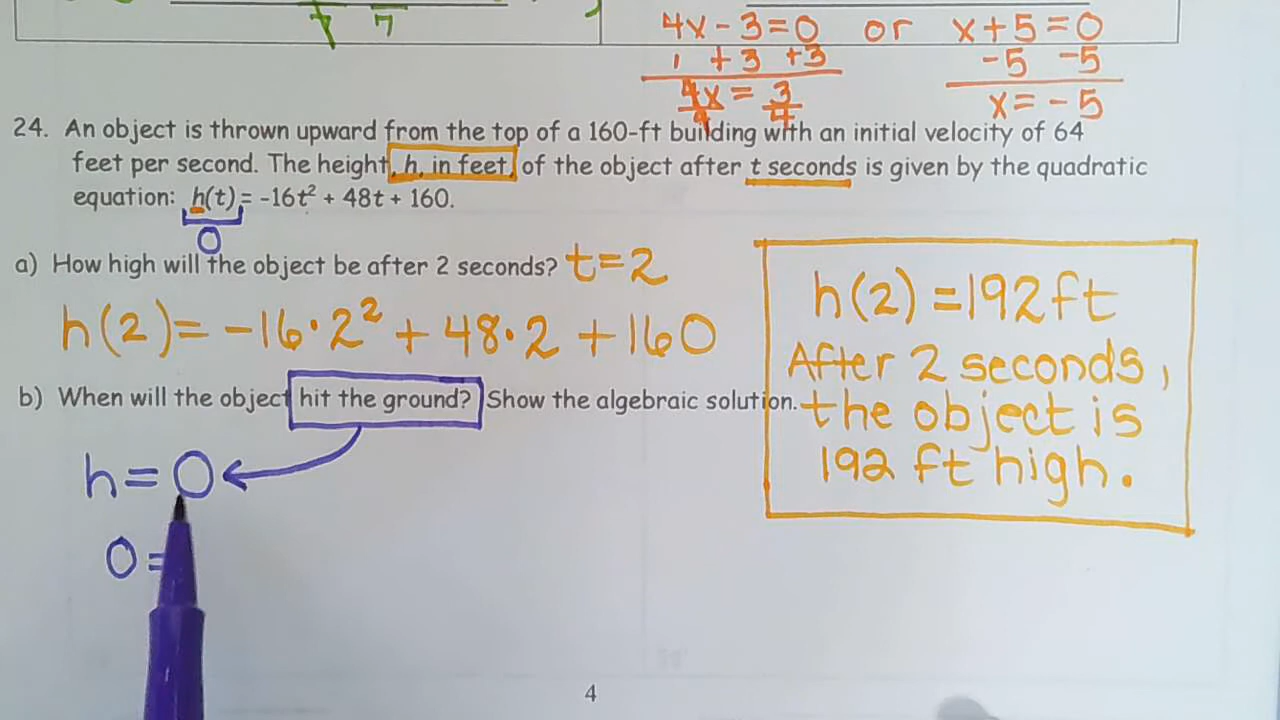 7 7
4x - 3 = 0 or x + 5 = 0
+ 3 + 3 - 5 - 5
4x = 3 x = - 5
4 4
24. An object is thrown upward from the top of a 160-ft building with an initial velocity of 64
feet per second. The height, h, in feet, of the object after t seconds is given by the quadratic
equation: h(t) = -16t² + 48t + 160.
0
a) How high will the object be after 2 seconds? t=2
h(2) = -16·2² + 48·2 + 160
h(2) = 192 ft
After 2 seconds,
the object is
192 ft high.
b) When will the object hit the ground? Show the algebraic solution.
h = 0
0 =
4